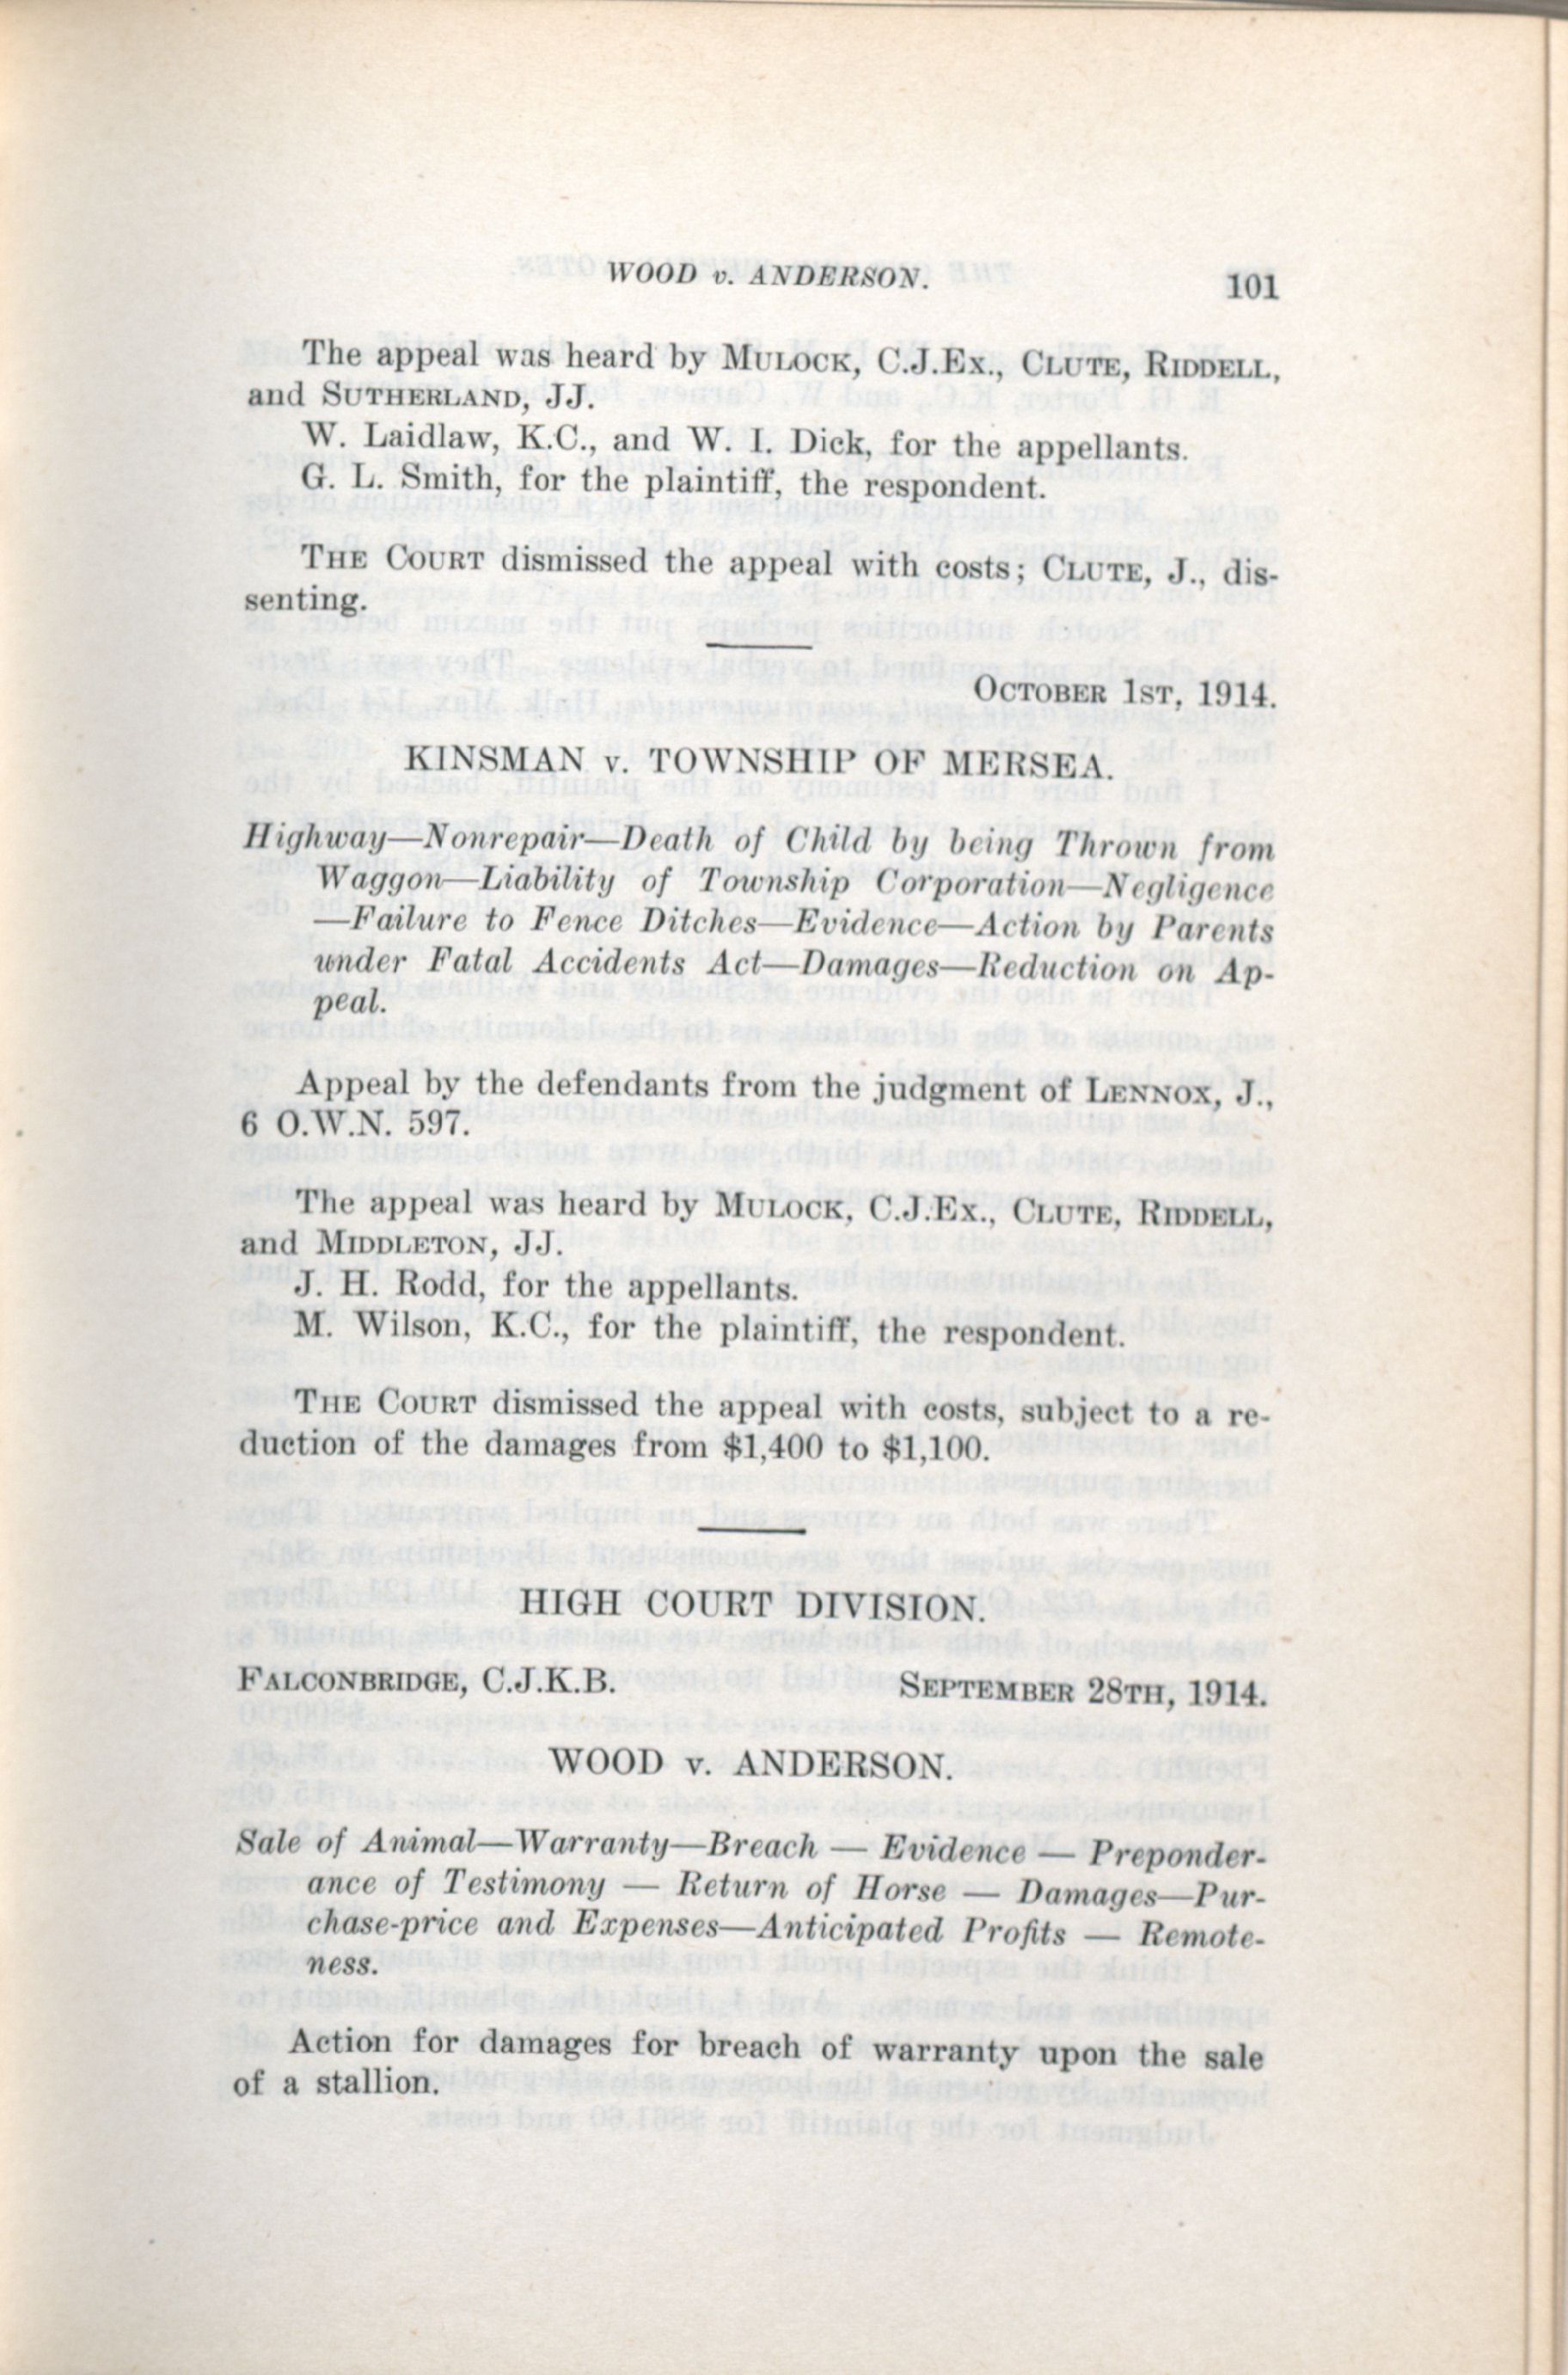 WOOD v. ANDERSON. 101
The appeal was heard by MULOCK, C.J.Ex., CLUTE, RIDDELL,
and SUTHERLAND, JJ.
W. Laidlaw, K.C., and W. I. Dick, for the appellants.
G. L. Smith, for the plaintiff, the respondent.
THE COURT dismissed the appeal with costs; CLUTE, J., dis-
senting.
OCTOBER 1ST, 1914.
KINSMAN v. TOWNSHIP OF MERSEA.
Highway—Nonrepair—Death of Child by being Thrown from
Waggon—Liability of Township Corporation—Negligence
—Failure to Fence Ditches—Evidence—Action by Parents
under Fatal Accidents Act—Damages—Reduction on Ap-
peal.
Appeal by the defendants from the judgment of LENNOX, J.,
6 O.W.N. 597.
The appeal was heard by MULOCK, C.J.Ex., CLUTE, RIDDELL,
and MIDDLETON, JJ.
J. H. Rodd, for the appellants.
M. Wilson, K.C., for the plaintiff, the respondent.
THE COURT dismissed the appeal with costs, subject to a re-
duction of the damages from $1,400 to $1,100.
HIGH COURT DIVISION.
FALCONBRIDGE, C.J.K.B. SEPTEMBER 28TH, 1914.
WOOD v. ANDERSON.
Sale of Animal—Warranty—Breach — Evidence — Preponder-
ance of Testimony — Return of Horse — Damages—Pur-
chase-price and Expenses—Anticipated Profits — Remote-
ness.
Action for damages for breach of warranty upon the sale
of a stallion.